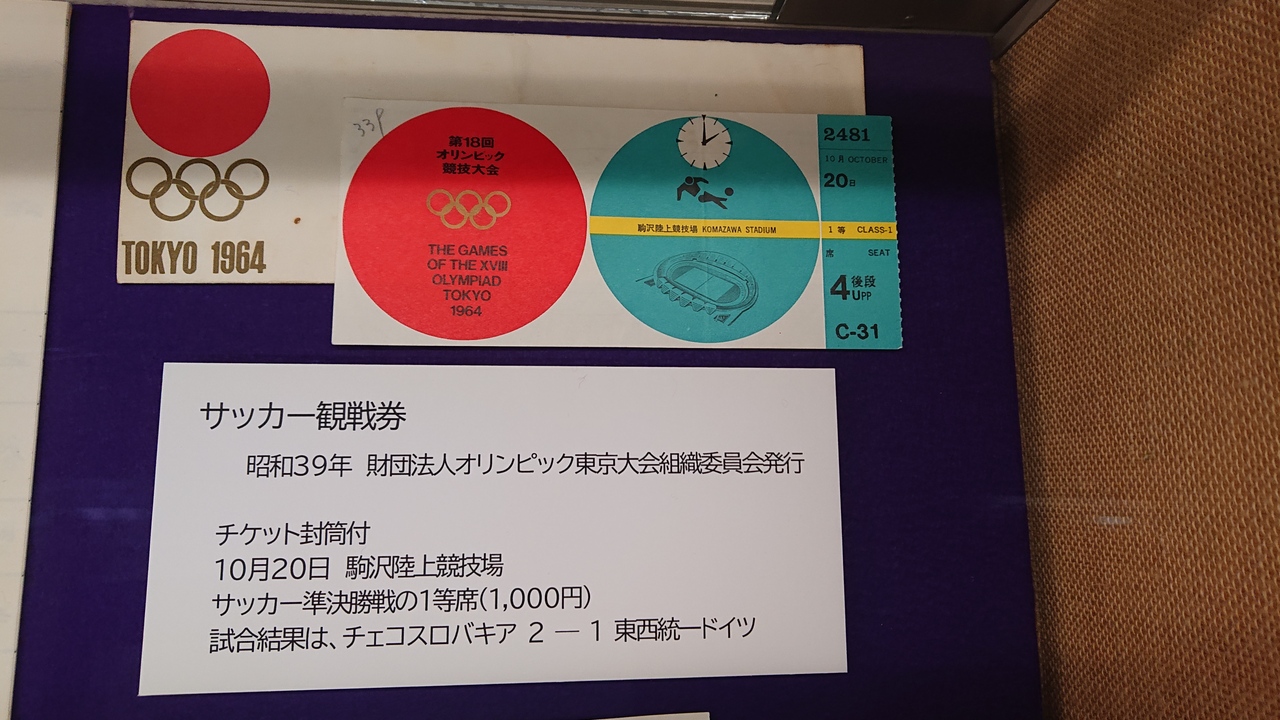 TOKYO 1964
339
第18回
オリンピック
競技大会
THE GAMES
OF THE XVIII
OLYMPIAD
TOKYO
1964
駒沢陸上競技場 KOMAZAWA STADIUM
2481
10月 OCTOBER
20日
1等 CLASS-1
席 SEAT
4 後段 UPP
C-31
サッカー観戦券
昭和39年 財団法人オリンピック東京大会組織委員会発行
チケット封筒付
10月20日 駒沢陸上競技場
サッカー準決勝戦の1等席(1,000円)
試合結果は、チェコスロバキア 2 ― 1 東西統一ドイツ